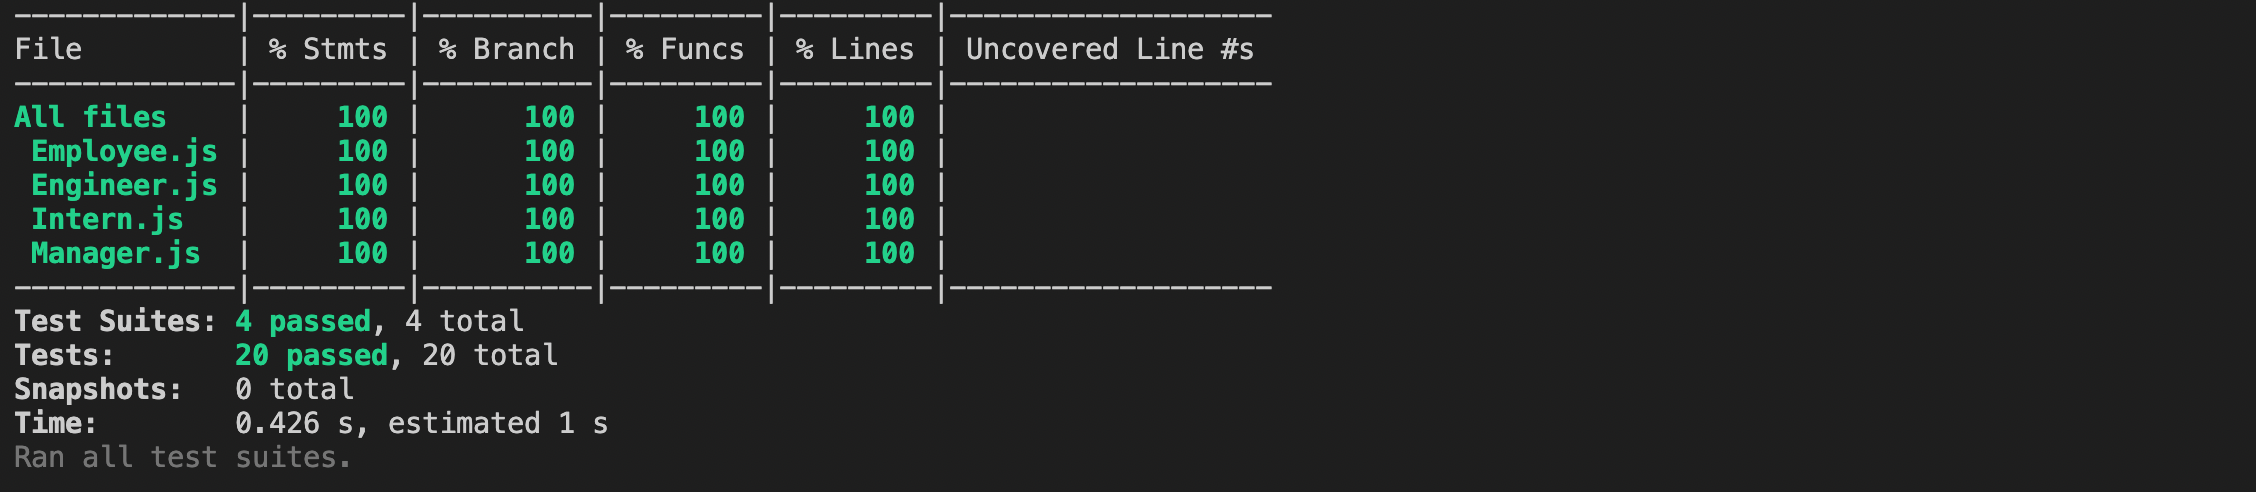 --------------|---------|----------|---------|---------|-------------------
File          | % Stmts | % Branch | % Funcs | % Lines | Uncovered Line #s
--------------|---------|----------|---------|---------|-------------------
All files     |     100 |      100 |     100 |     100 |
 Employee.js  |     100 |      100 |     100 |     100 |
 Engineer.js  |     100 |      100 |     100 |     100 |
 Intern.js    |     100 |      100 |     100 |     100 |
 Manager.js   |     100 |      100 |     100 |     100 |
--------------|---------|----------|---------|---------|-------------------
Test Suites: 4 passed, 4 total
Tests:       20 passed, 20 total
Snapshots:   0 total
Time:        0.426 s, estimated 1 s
Ran all test suites.